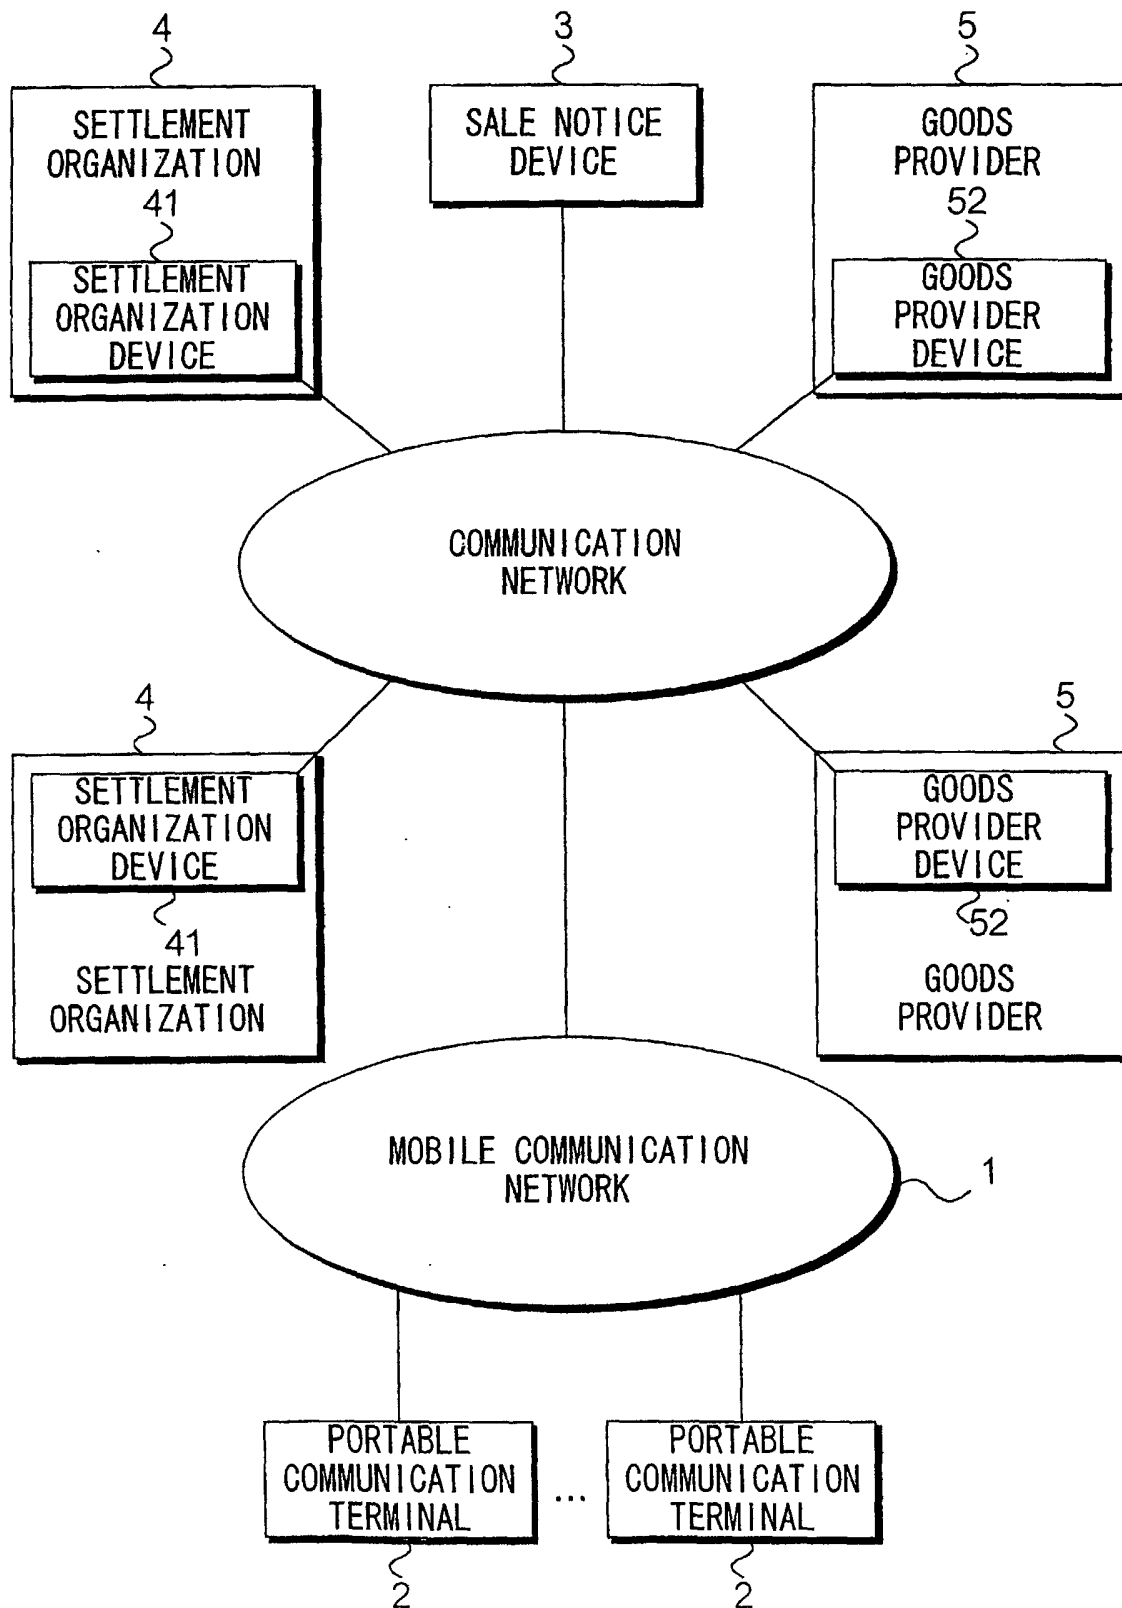 4
3
5
SETTLEMENT
ORGANIZATION
41
SETTLEMENT
ORGANIZATION
DEVICE
SALE NOTICE
DEVICE
GOODS
PROVIDER
52
GOODS
PROVIDER
DEVICE
COMMUNICATION
NETWORK
4
SETTLEMENT
ORGANIZATION
DEVICE
41
SETTLEMENT
ORGANIZATION
5
GOODS
PROVIDER
DEVICE
52
GOODS
PROVIDER
MOBILE COMMUNICATION
NETWORK
1
PORTABLE
COMMUNICATION
TERMINAL
...
PORTABLE
COMMUNICATION
TERMINAL
2
2